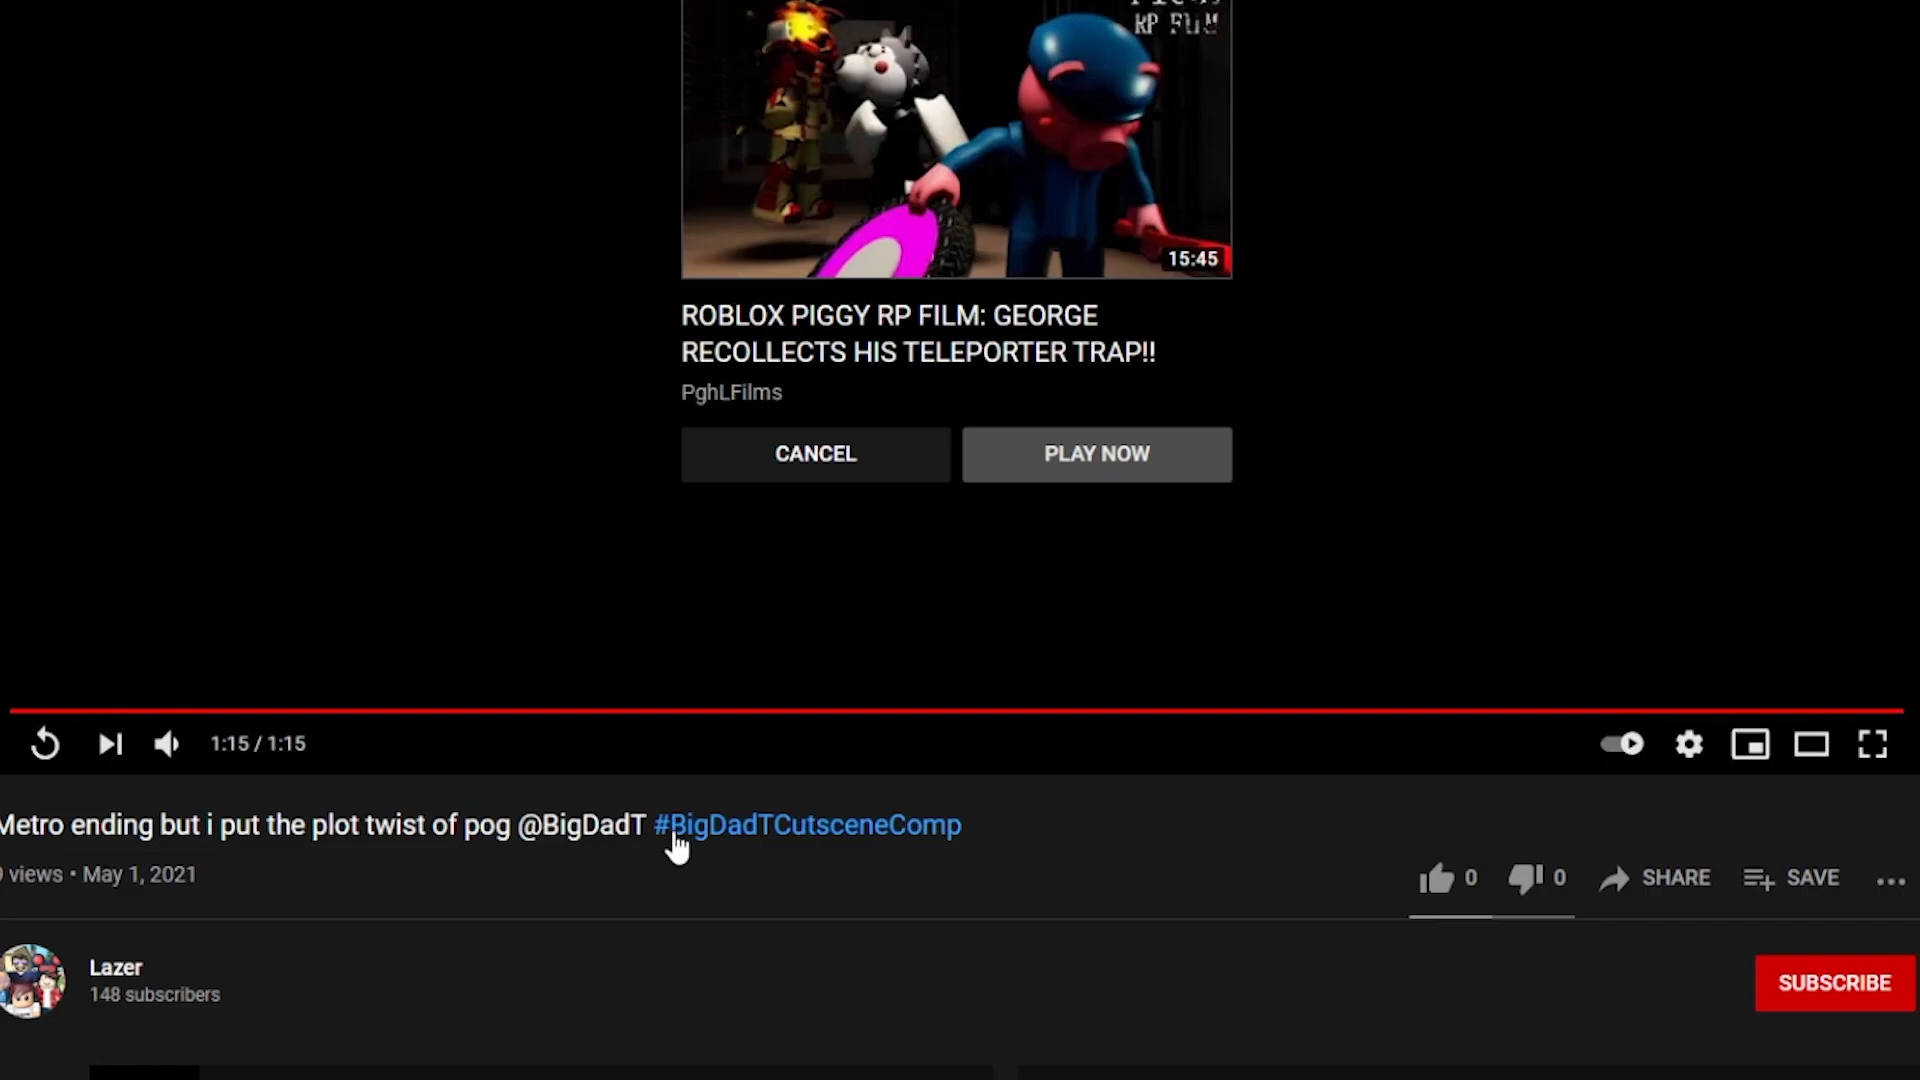 RP FILM
15:45
ROBLOX PIGGY RP FILM: GEORGE
RECOLLECTS HIS TELEPORTER TRAP!!
PghLFilms
CANCEL
PLAY NOW
1:15 / 1:15
Metro ending but i put the plot twist of pog @BigDadT #BigDadTCutsceneComp
views • May 1, 2021
0
0
SHARE
SAVE
Lazer
148 subscribers
SUBSCRIBE